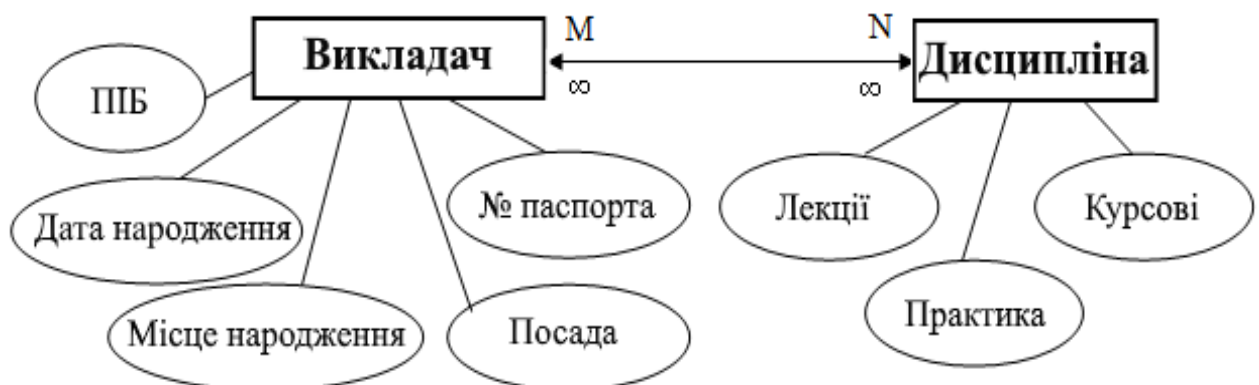 Викладач
M
N
∞
∞
Дисципліна
ПІБ
Дата народження
Місце народження
Посада
№ паспорта
Лекції
Практика
Курсові